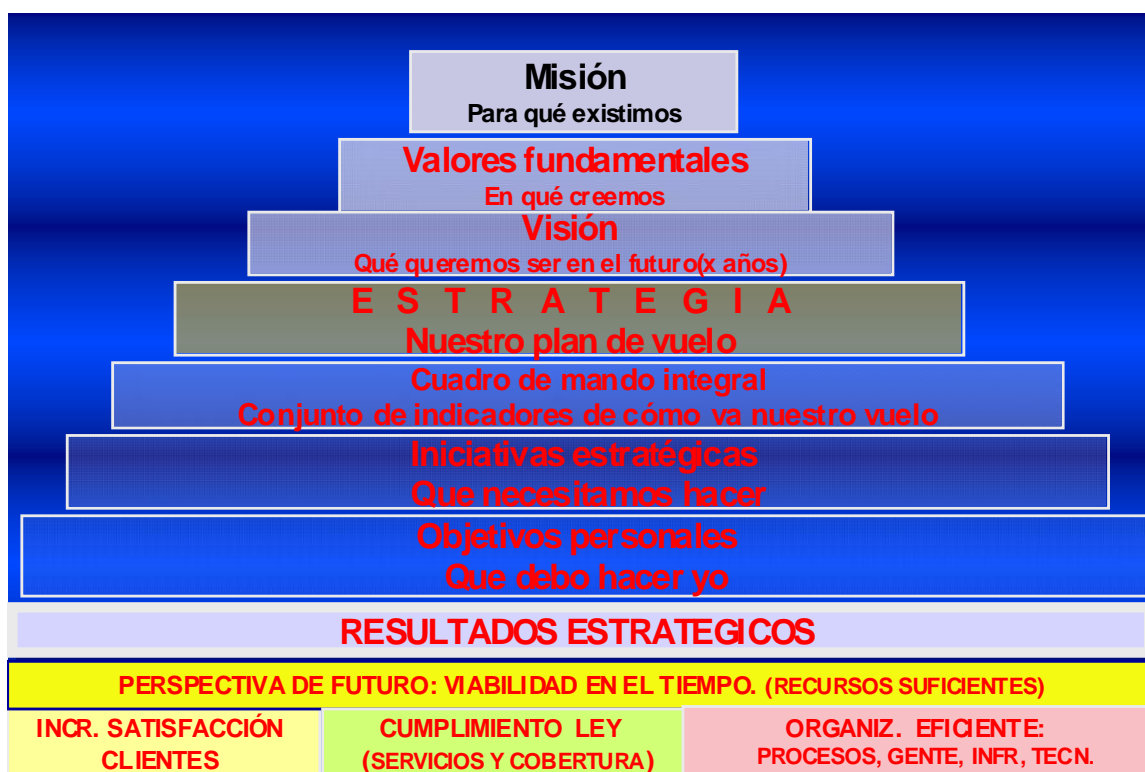 Misión
Para qué existimos
Valores fundamentales
En qué creemos
Visión
Qué queremos ser en el futuro(x años)
E S T R A T E G I A
Nuestro plan de vuelo
Cuadro de mando integral
Conjunto de indicadores de cómo va nuestro vuelo
Iniciativas estratégicas
Que necesitamos hacer
Objetivos personales
Que debo hacer yo
RESULTADOS ESTRATEGICOS
PERSPECTIVA DE FUTURO: VIABILIDAD EN EL TIEMPO. (RECURSOS SUFICIENTES)
INCR. SATISFACCIÓN
CLIENTES
CUMPLIMIENTO LEY
(SERVICIOS Y COBERTURA)
ORGANIZ. EFICIENTE:
PROCESOS, GENTE, INFR, TECN.